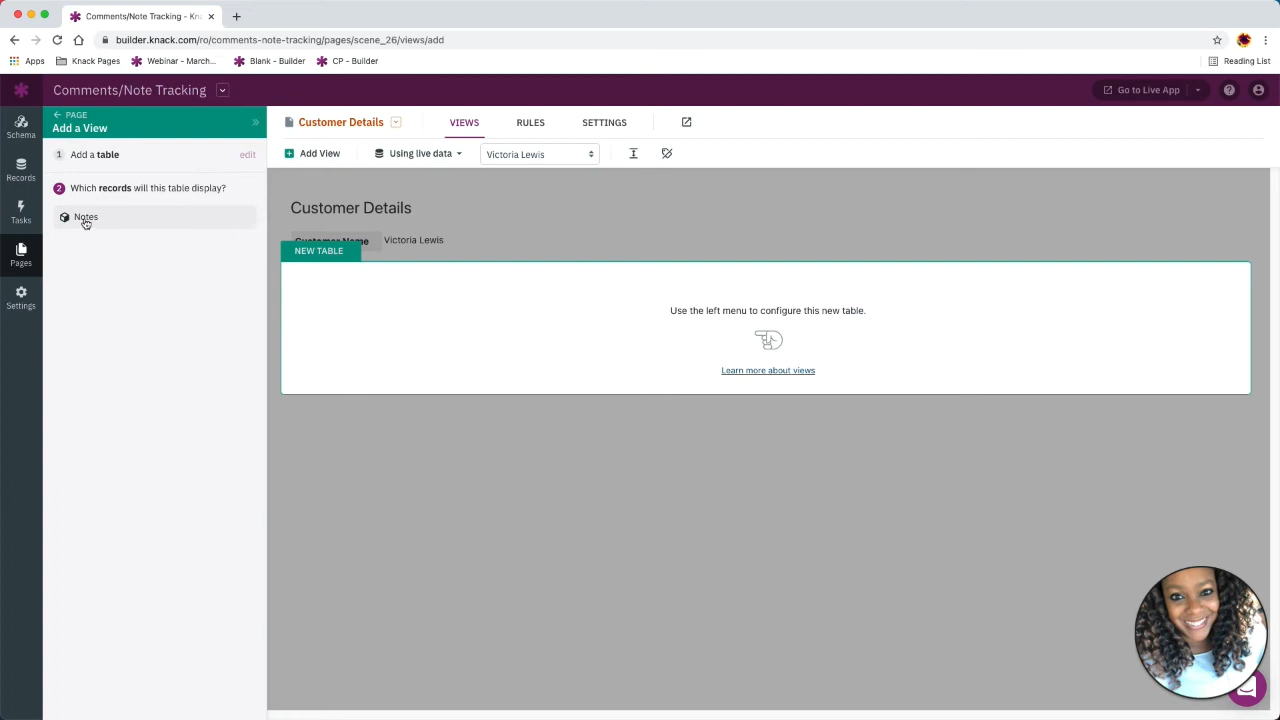 Comments/Note Tracking - Kna
builder.knack.com/ro/comments-note-tracking/pages/scene_26/views/add
Apps
Knack Pages
Webinar - March...
Blank - Builder
CP - Builder
Reading List
Comments/Note Tracking
Go to Live App
Schema
Records
Tasks
Pages
Settings
PAGE
Add a View
1 Add a table
edit
2 Which records will this table display?
Notes
Customer Details
VIEWS
RULES
SETTINGS
Add View
Using live data
Victoria Lewis
Customer Details
Customer Name
Victoria Lewis
NEW TABLE
Use the left menu to configure this new table.
Learn more about views